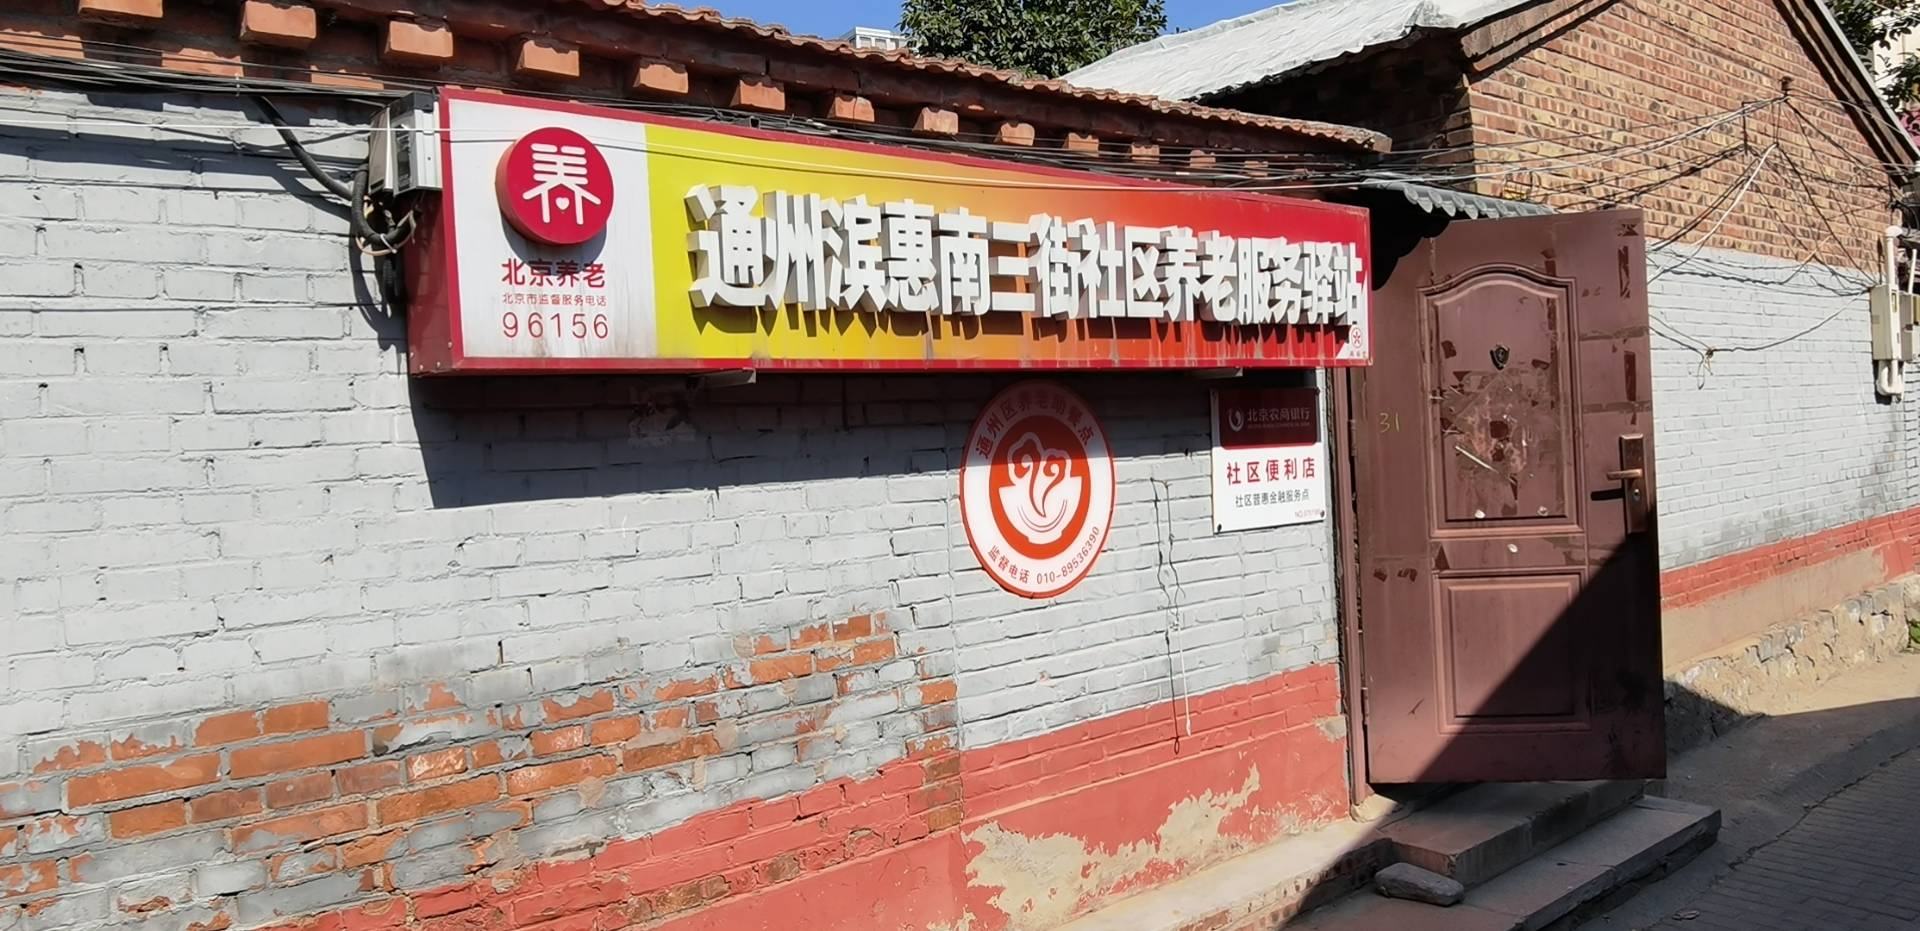 养
北京养老
北京市监督服务电话
96156
通州滨惠南三街社区养老服务驿站
通州区养老助餐点
监督电话 010-89536390
北京农商银行
社区便利店
社区普惠金融服务点
31